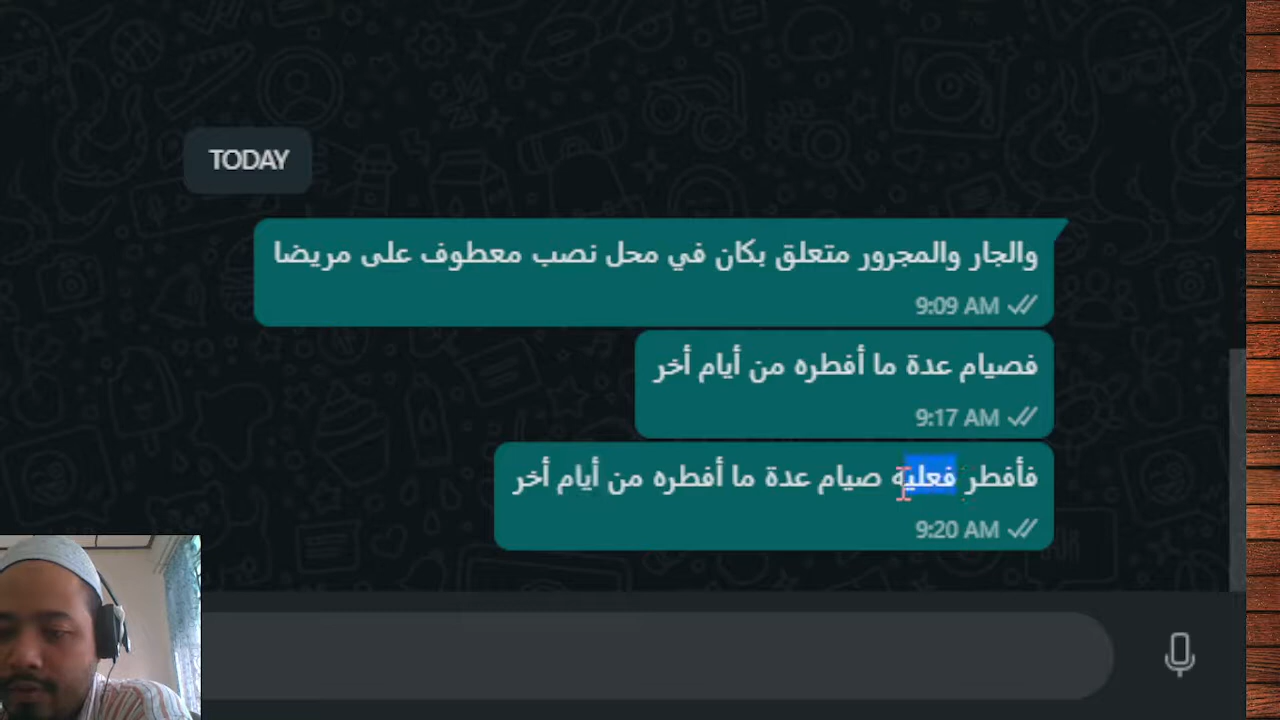 TODAY
والجار والمجرور متعلق بكان في محل نصب معطوف على مريضا
9:09 AM
فصيام عدة ما أفطره من أيام أخر
9:17 AM
فأفطر فعليه صيام عدة ما أفطره من أيام أخر
9:20 AM